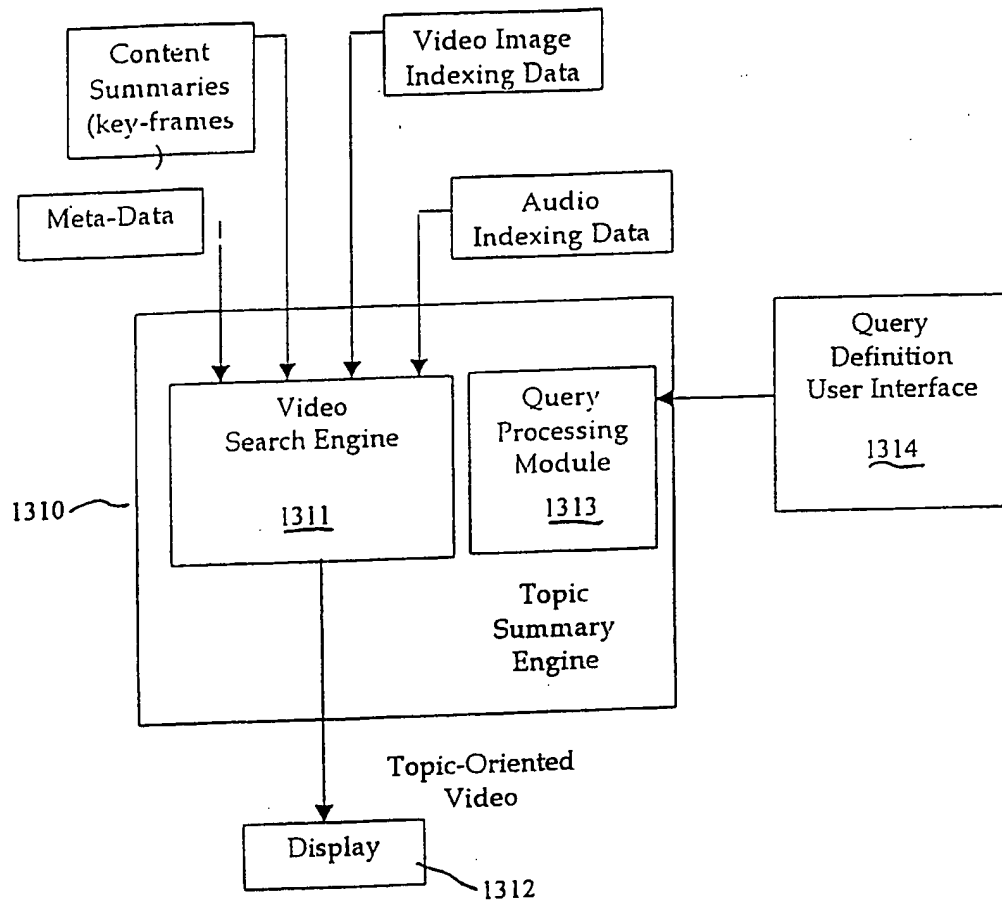 Content
Summaries
(key-frames
)
Video Image
Indexing Data
Meta-Data
Audio
Indexing Data
Query
Definition
User Interface
1314
Video
Search Engine
1311
Query
Processing
Module
1313
1310
Topic
Summary
Engine
Topic-Oriented
Video
Display
1312